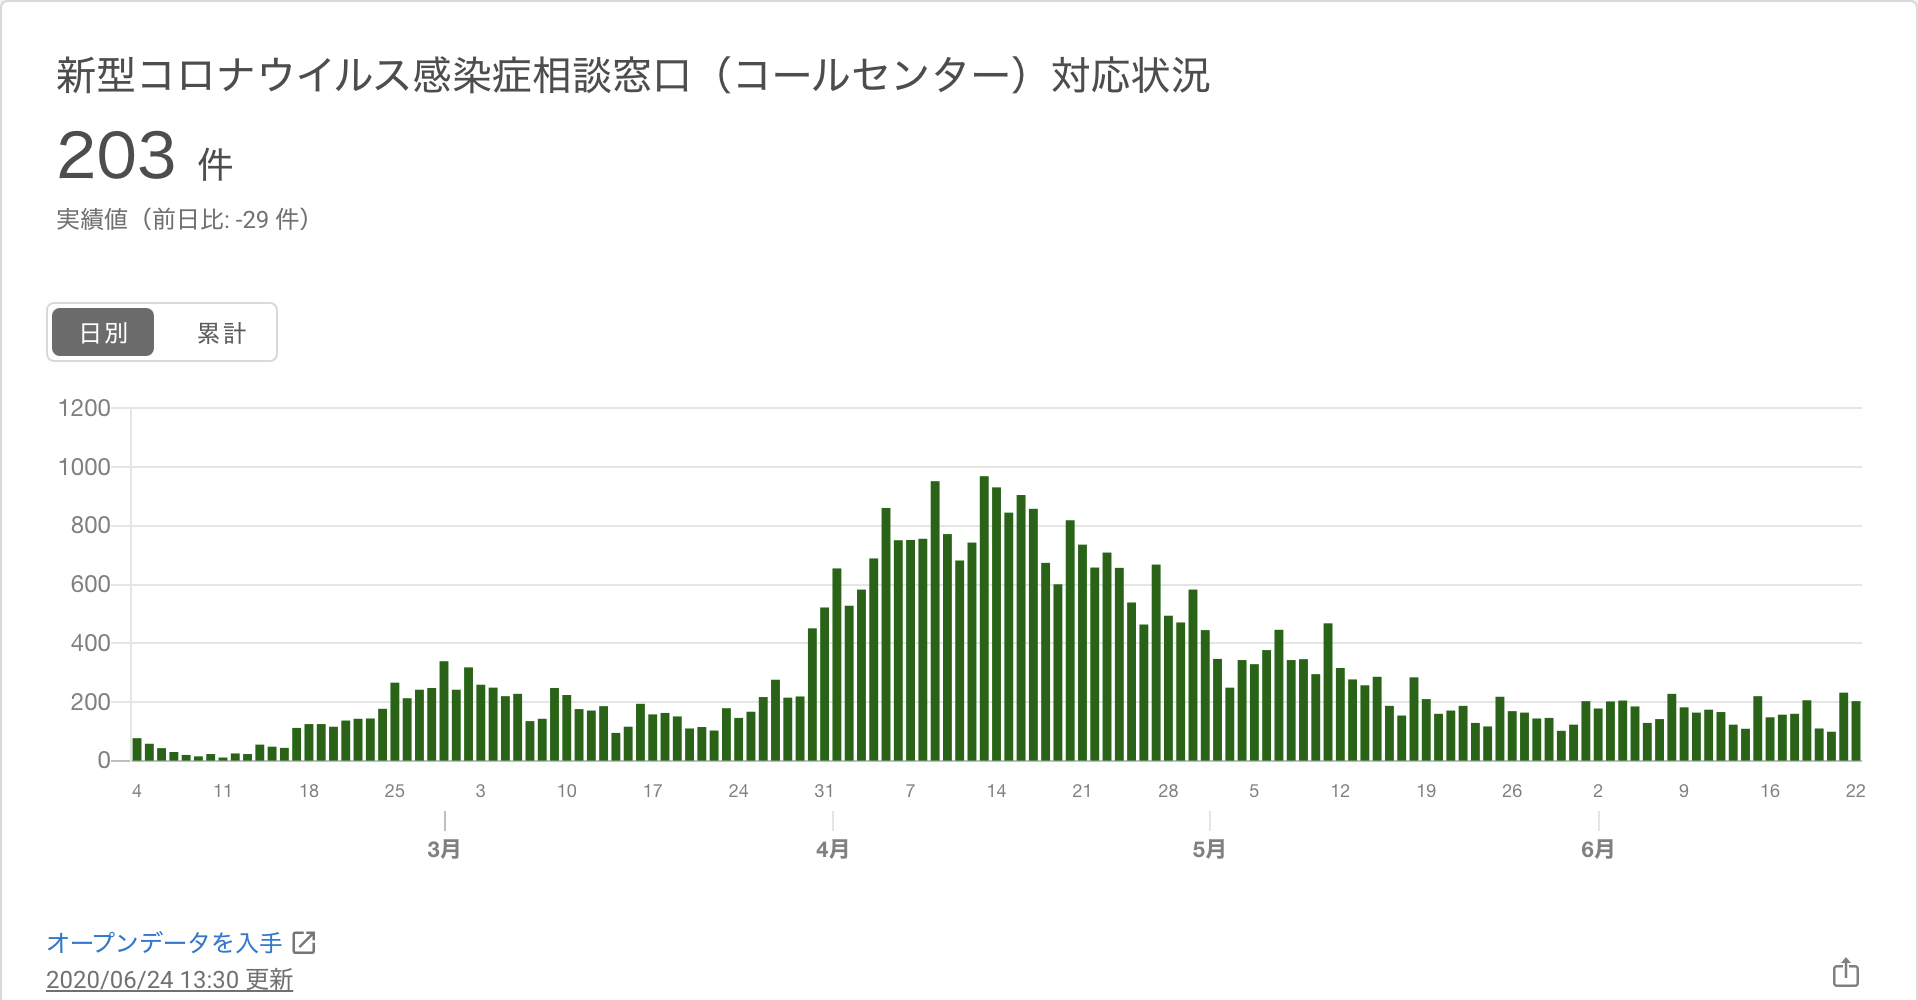 新型コロナウイルス感染症相談窓口（コールセンター）対応状況
203 件
実績値（前日比: -29 件）
日別 累計
1200
1000
800
600
400
200
0
4 11 18 25 3 10 17 24 31 7 14 21 28 5 12 19 26 2 9 16 22
3月 4月 5月 6月
オープンデータを入手
2020/06/24 13:30 更新